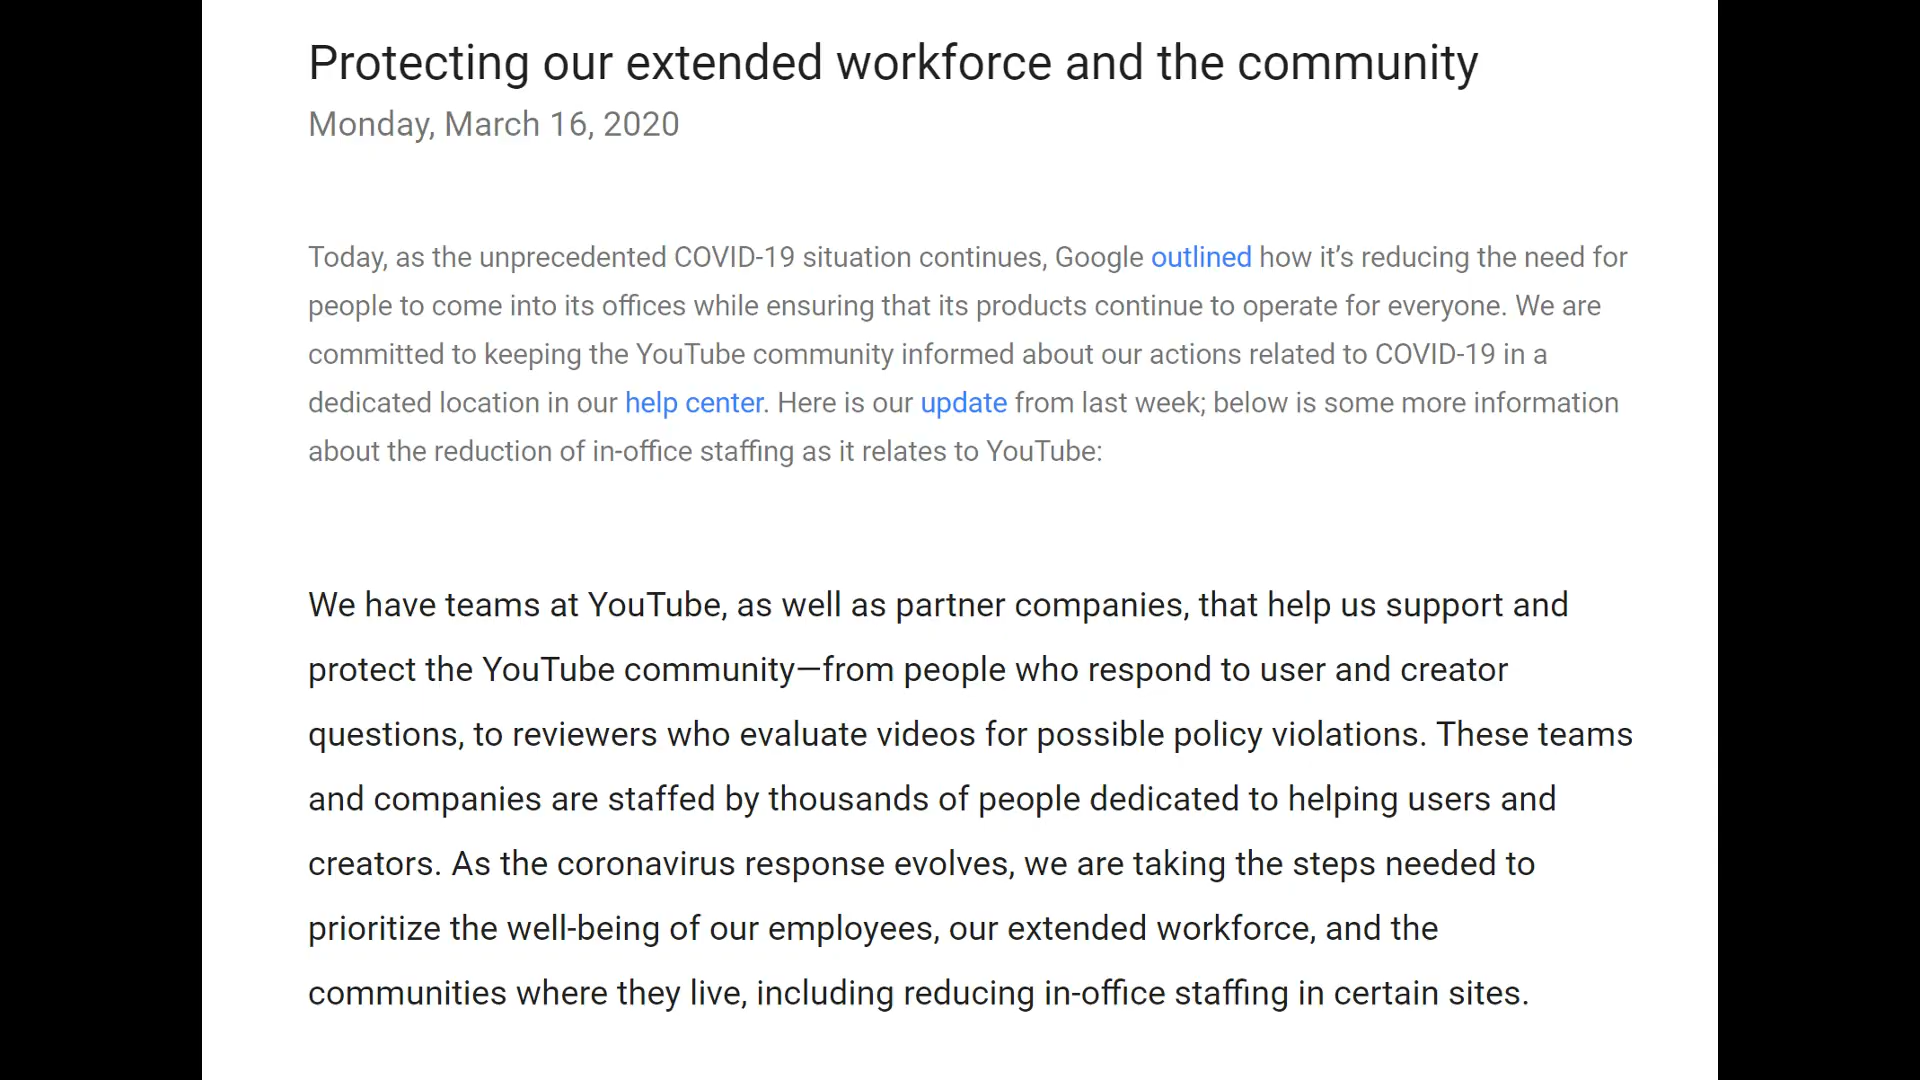 Protecting our extended workforce and the community
Monday, March 16, 2020
Today, as the unprecedented COVID-19 situation continues, Google outlined how it’s reducing the need for
people to come into its offices while ensuring that its products continue to operate for everyone. We are
committed to keeping the YouTube community informed about our actions related to COVID-19 in a
dedicated location in our help center. Here is our update from last week; below is some more information
about the reduction of in-office staffing as it relates to YouTube:
We have teams at YouTube, as well as partner companies, that help us support and
protect the YouTube community—from people who respond to user and creator
questions, to reviewers who evaluate videos for possible policy violations. These teams
and companies are staffed by thousands of people dedicated to helping users and
creators. As the coronavirus response evolves, we are taking the steps needed to
prioritize the well-being of our employees, our extended workforce, and the
communities where they live, including reducing in-office staffing in certain sites.